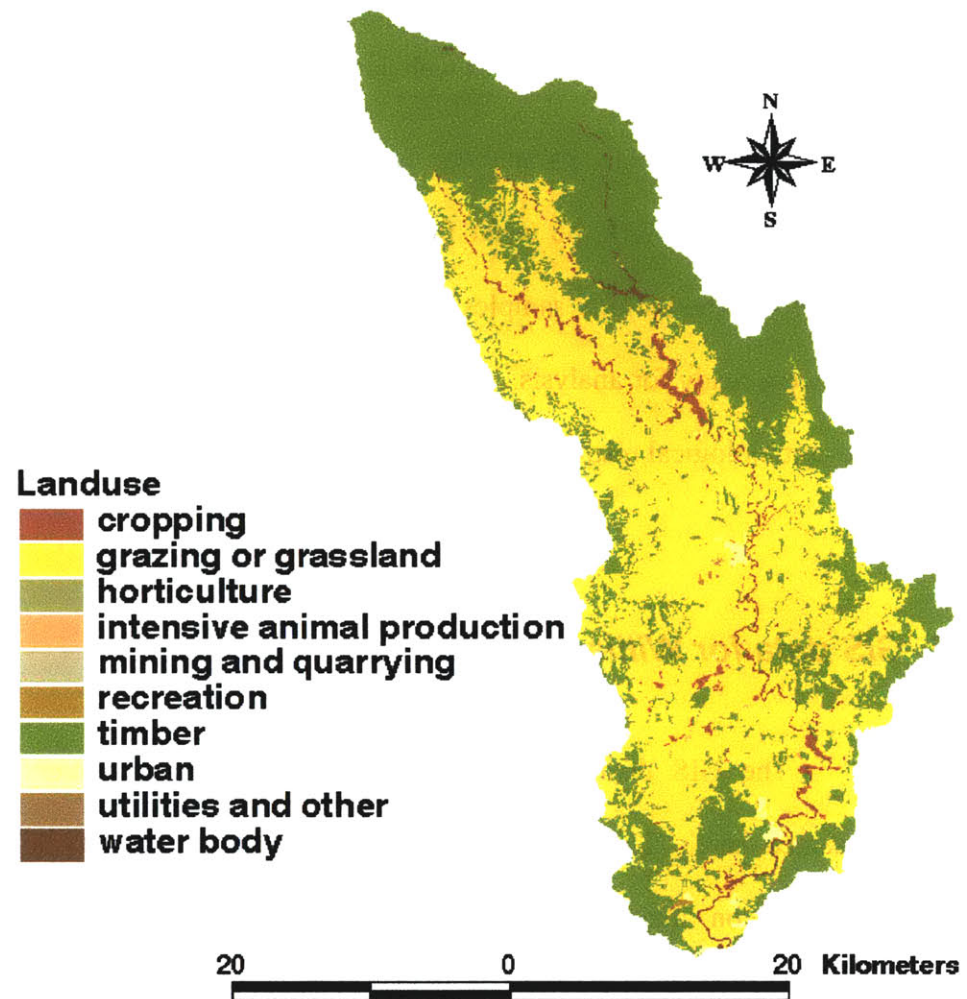 N
W E
S
Landuse
cropping
grazing or grassland
horticulture
intensive animal production
mining and quarrying
recreation
timber
urban
utilities and other
water body
analysis
20 0 20 Kilometers